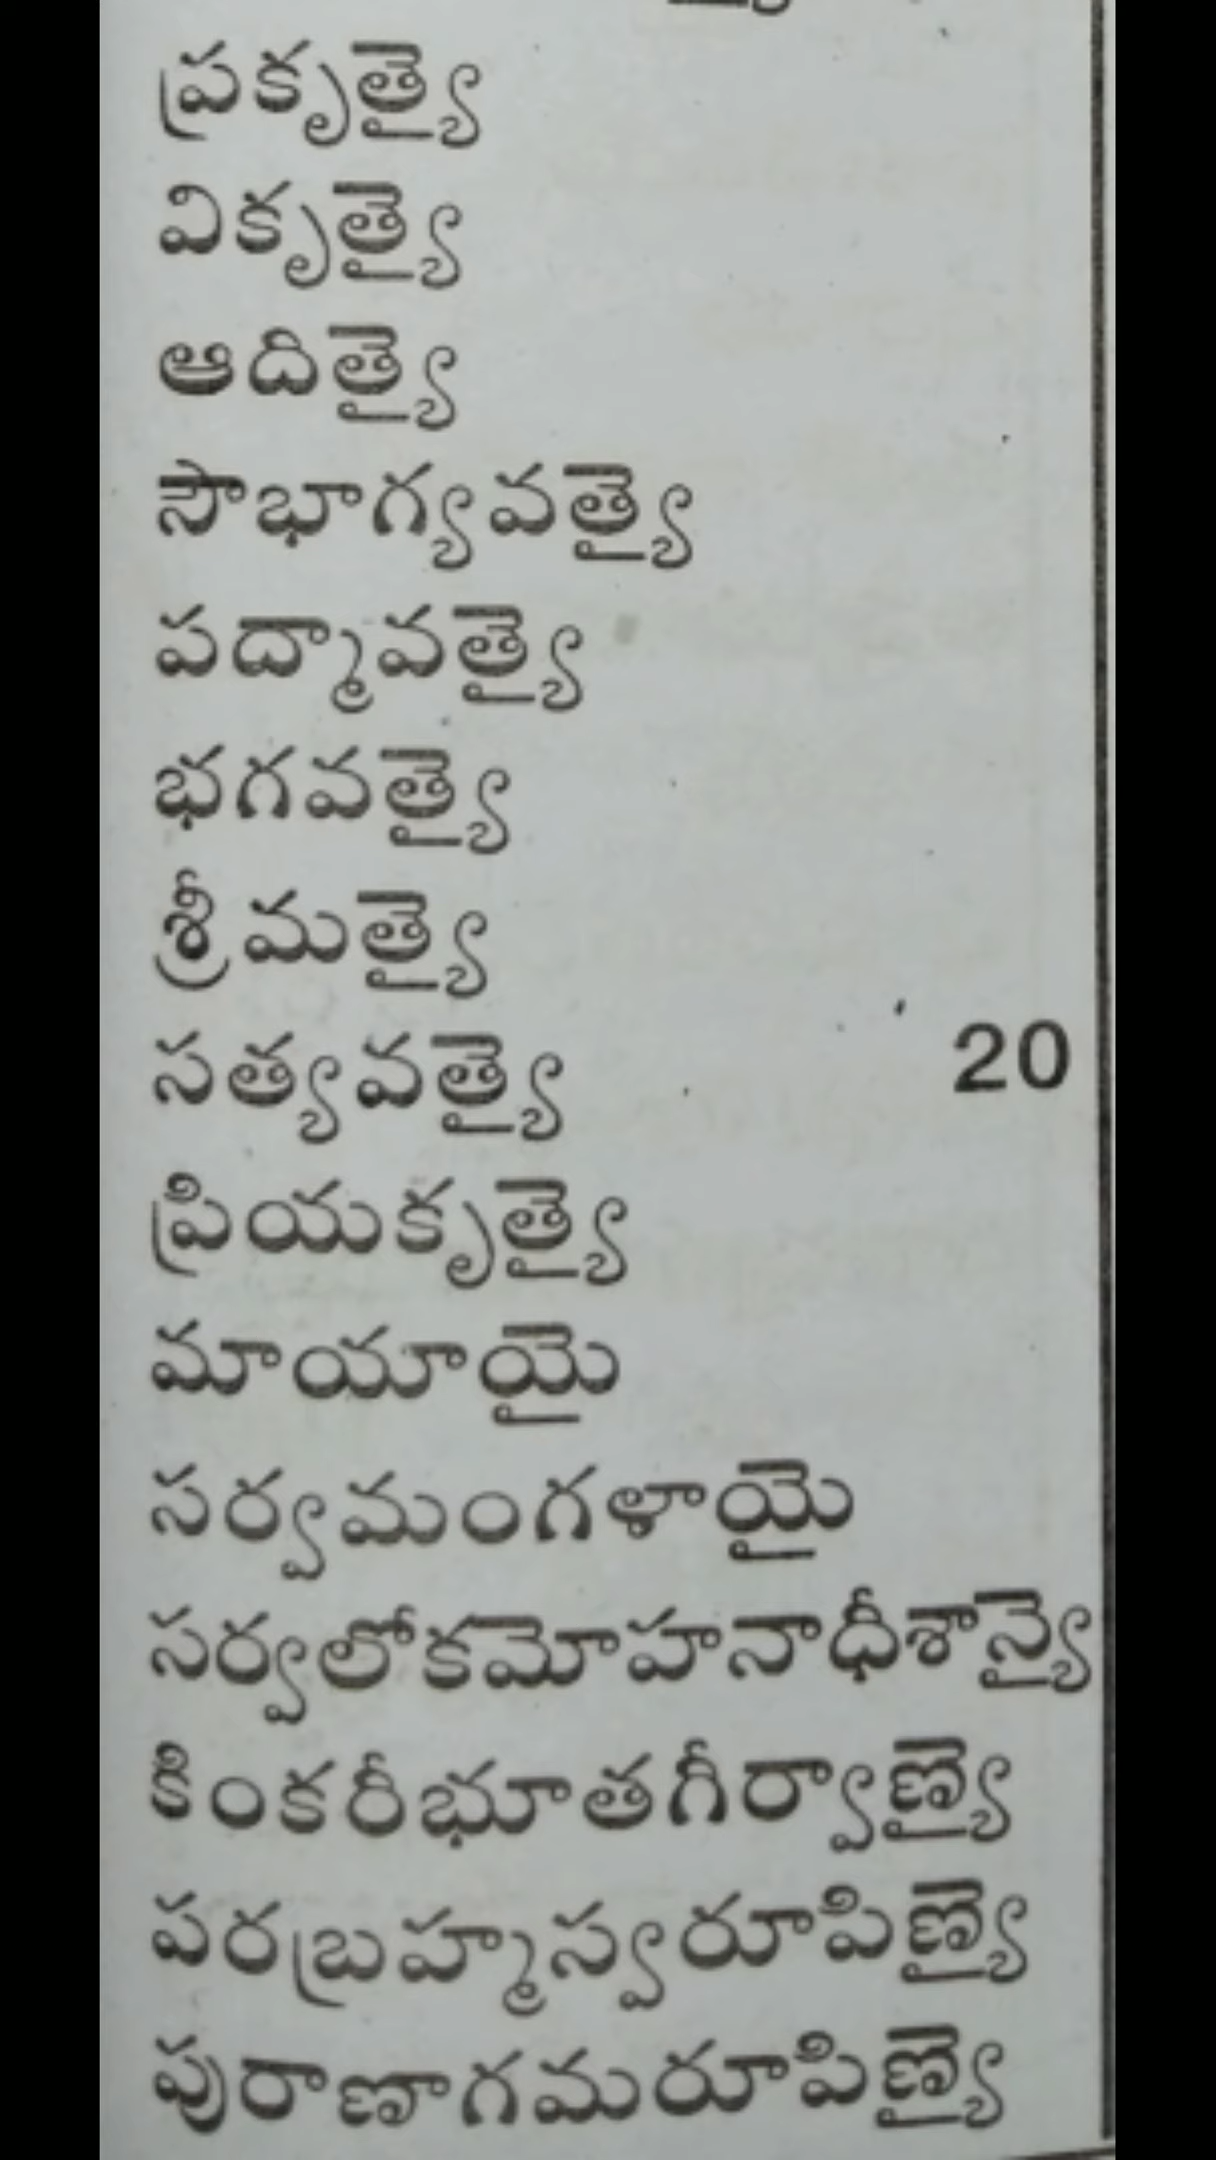 ప్రకృత్యై
వికృత్యై
ఆదిత్యై
సౌభాగ్యవత్యై
పద్మావత్యై
భగవత్యై
శ్రీమత్యై
సత్యవత్యై 20
ప్రియకృత్యై
మాయాయై
సర్వమంగళాయై
సర్వలోకమోహనాధీశాన్యై
కింకరీభూతగీర్వాణ్యై
పరబ్రహ్మస్వరూపిణ్యై
పురాణాగమరూపిణ్యై